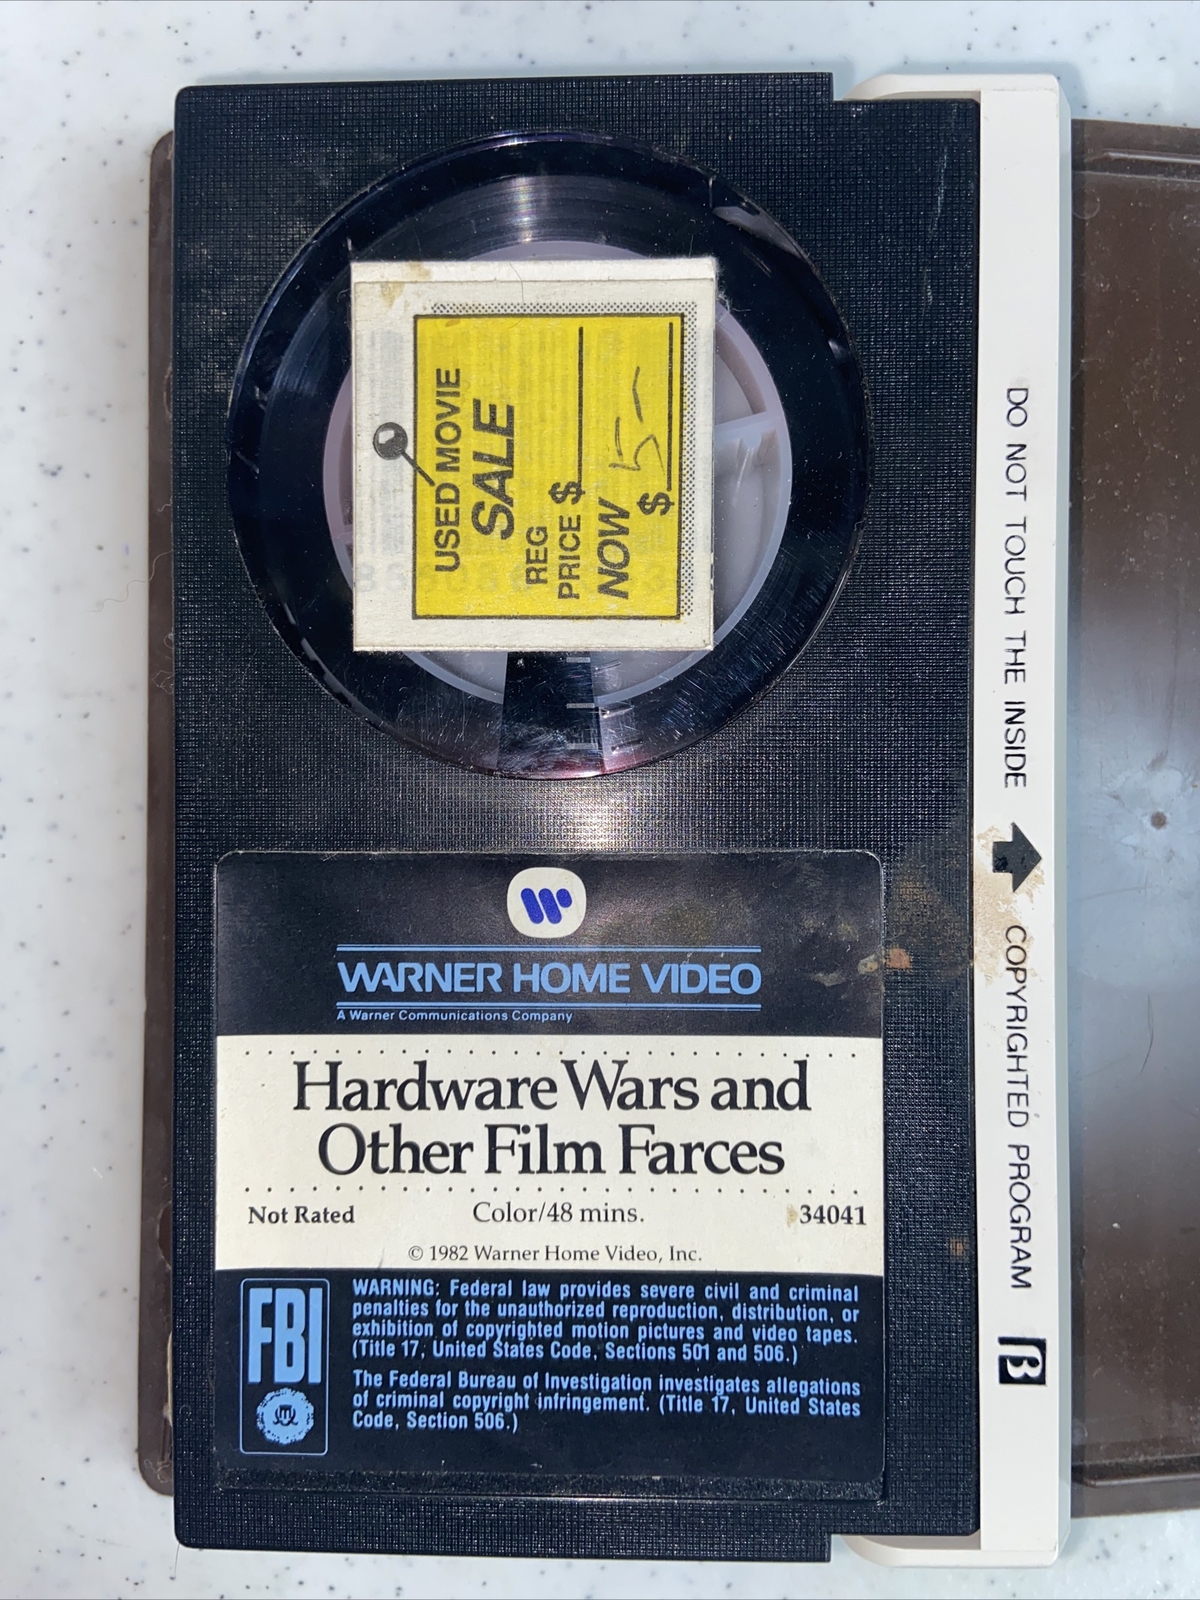 USED MOVIE
SALE
REG
PRICE $
NOW
$ 5-
WARNER HOME VIDEO
A Warner Communications Company
Hardware Wars and
Other Film Farces
Not Rated Color/48 mins. 34041
© 1982 Warner Home Video, Inc.
FBI
WARNING: Federal law provides severe civil and criminal
penalties for the unauthorized reproduction, distribution, or
exhibition of copyrighted motion pictures and video tapes.
(Title 17, United States Code, Sections 501 and 506.)
The Federal Bureau of Investigation investigates allegations
of criminal copyright infringement. (Title 17, United States
Code, Section 506.)
DO NOT TOUCH THE INSIDE COPYRIGHTED PROGRAM